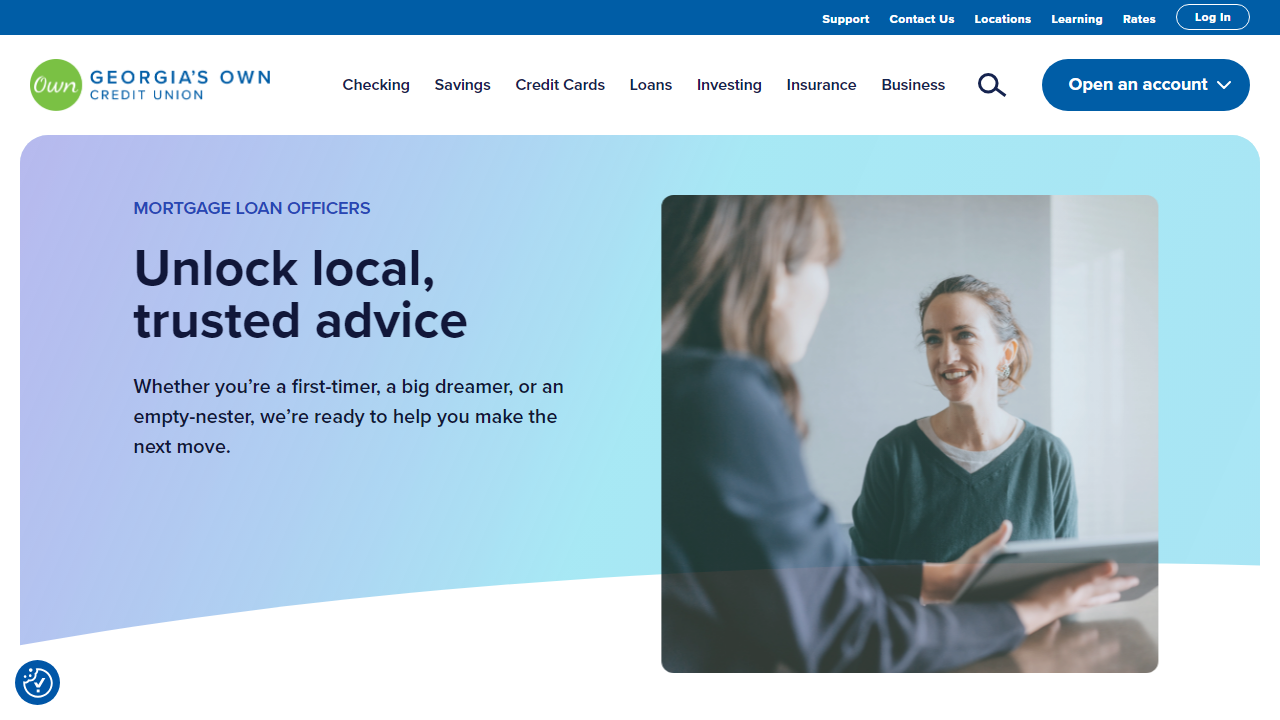 Support Contact Us Locations Learning Rates Log In
Own GEORGIA'S OWN
CREDIT UNION
Checking Savings Credit Cards Loans Investing Insurance Business Open an account
MORTGAGE LOAN OFFICERS
Unlock local,
trusted advice
Whether you’re a first-timer, a big dreamer, or an
empty-nester, we’re ready to help you make the
next move.